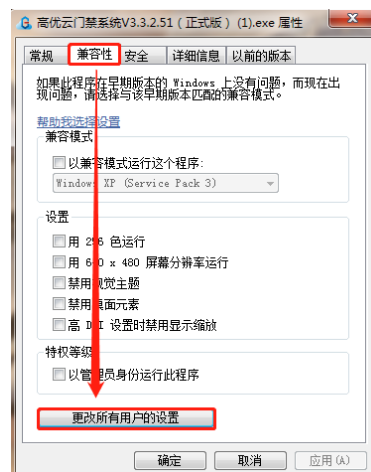 高优云门禁系统V3.3.2.51（正式版） (1).exe 属性
常规 兼容性 安全 详细信息 以前的版本
如果此程序在早期版本的 Windows 上没有问题，而现在出
现问题，请选择与该早期版本匹配的兼容模式。
帮助我选择设置
兼容模式
以兼容模式运行这个程序:
Windows XP (Service Pack 3)
设置
用 256 色运行
用 640 x 480 屏幕分辨率运行
禁用视觉主题
禁用桌面元素
高 DPI 设置时禁用显示缩放
特权等级
以管理员身份运行此程序
更改所有用户的设置
确定 取消 应用(A)